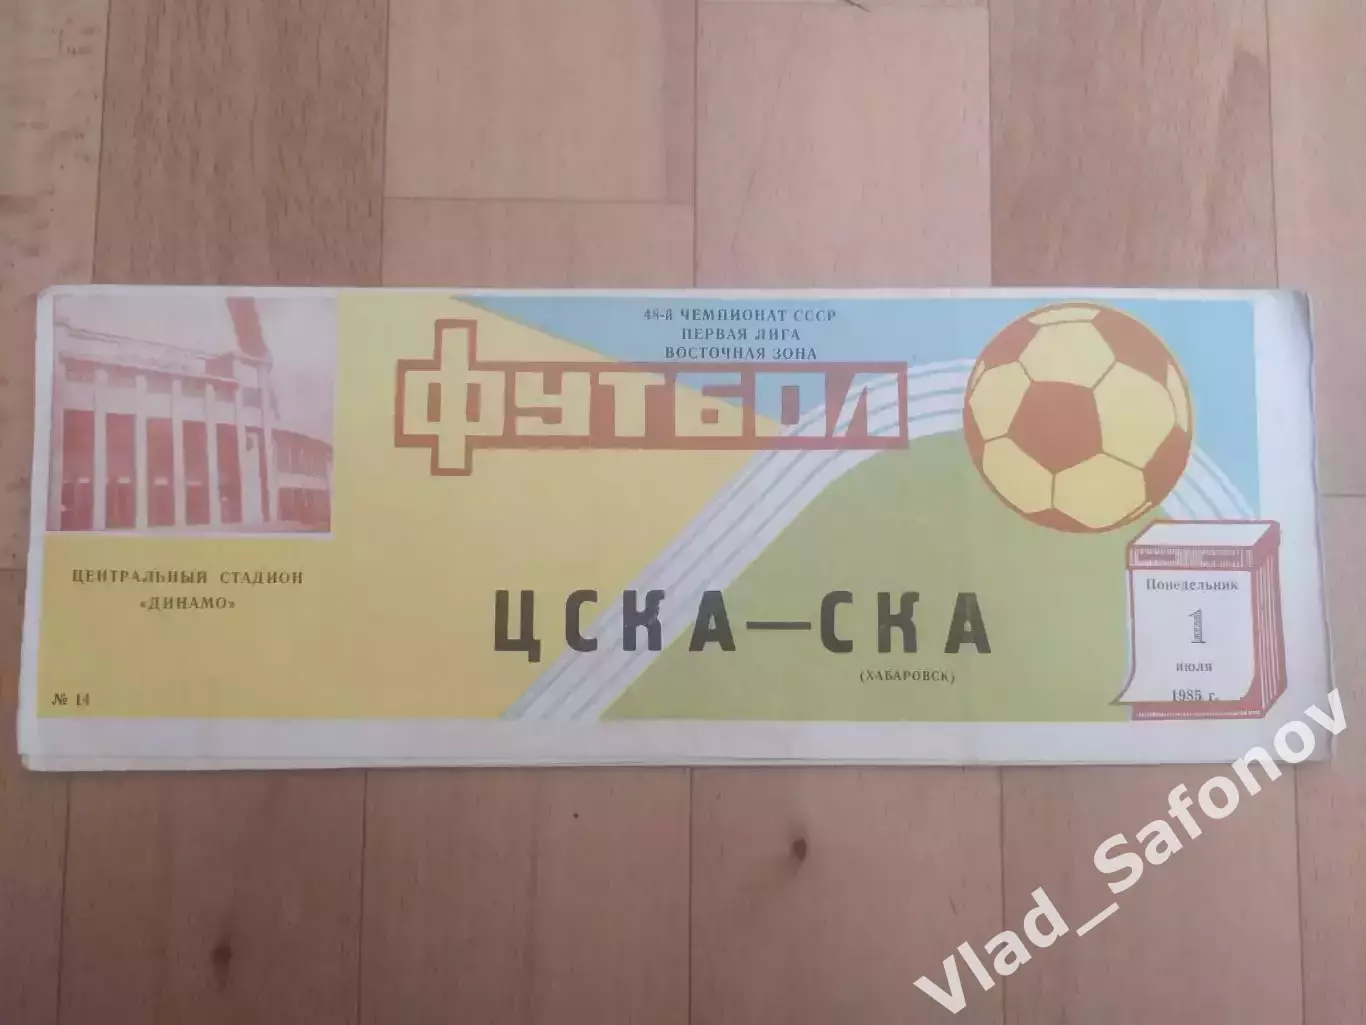 48-й ЧЕМПИОНАТ СССР
ПЕРВАЯ ЛИГА
ВОСТОЧНАЯ ЗОНА
ФУТБОЛ
ЦЕНТРАЛЬНЫЙ СТАДИОН
«ДИНАМО»
ЦСКА—СКА
(ХАБАРОВСК)
Понедельник
1
июля
1985 г.
№ 14
Vlad_Safonov